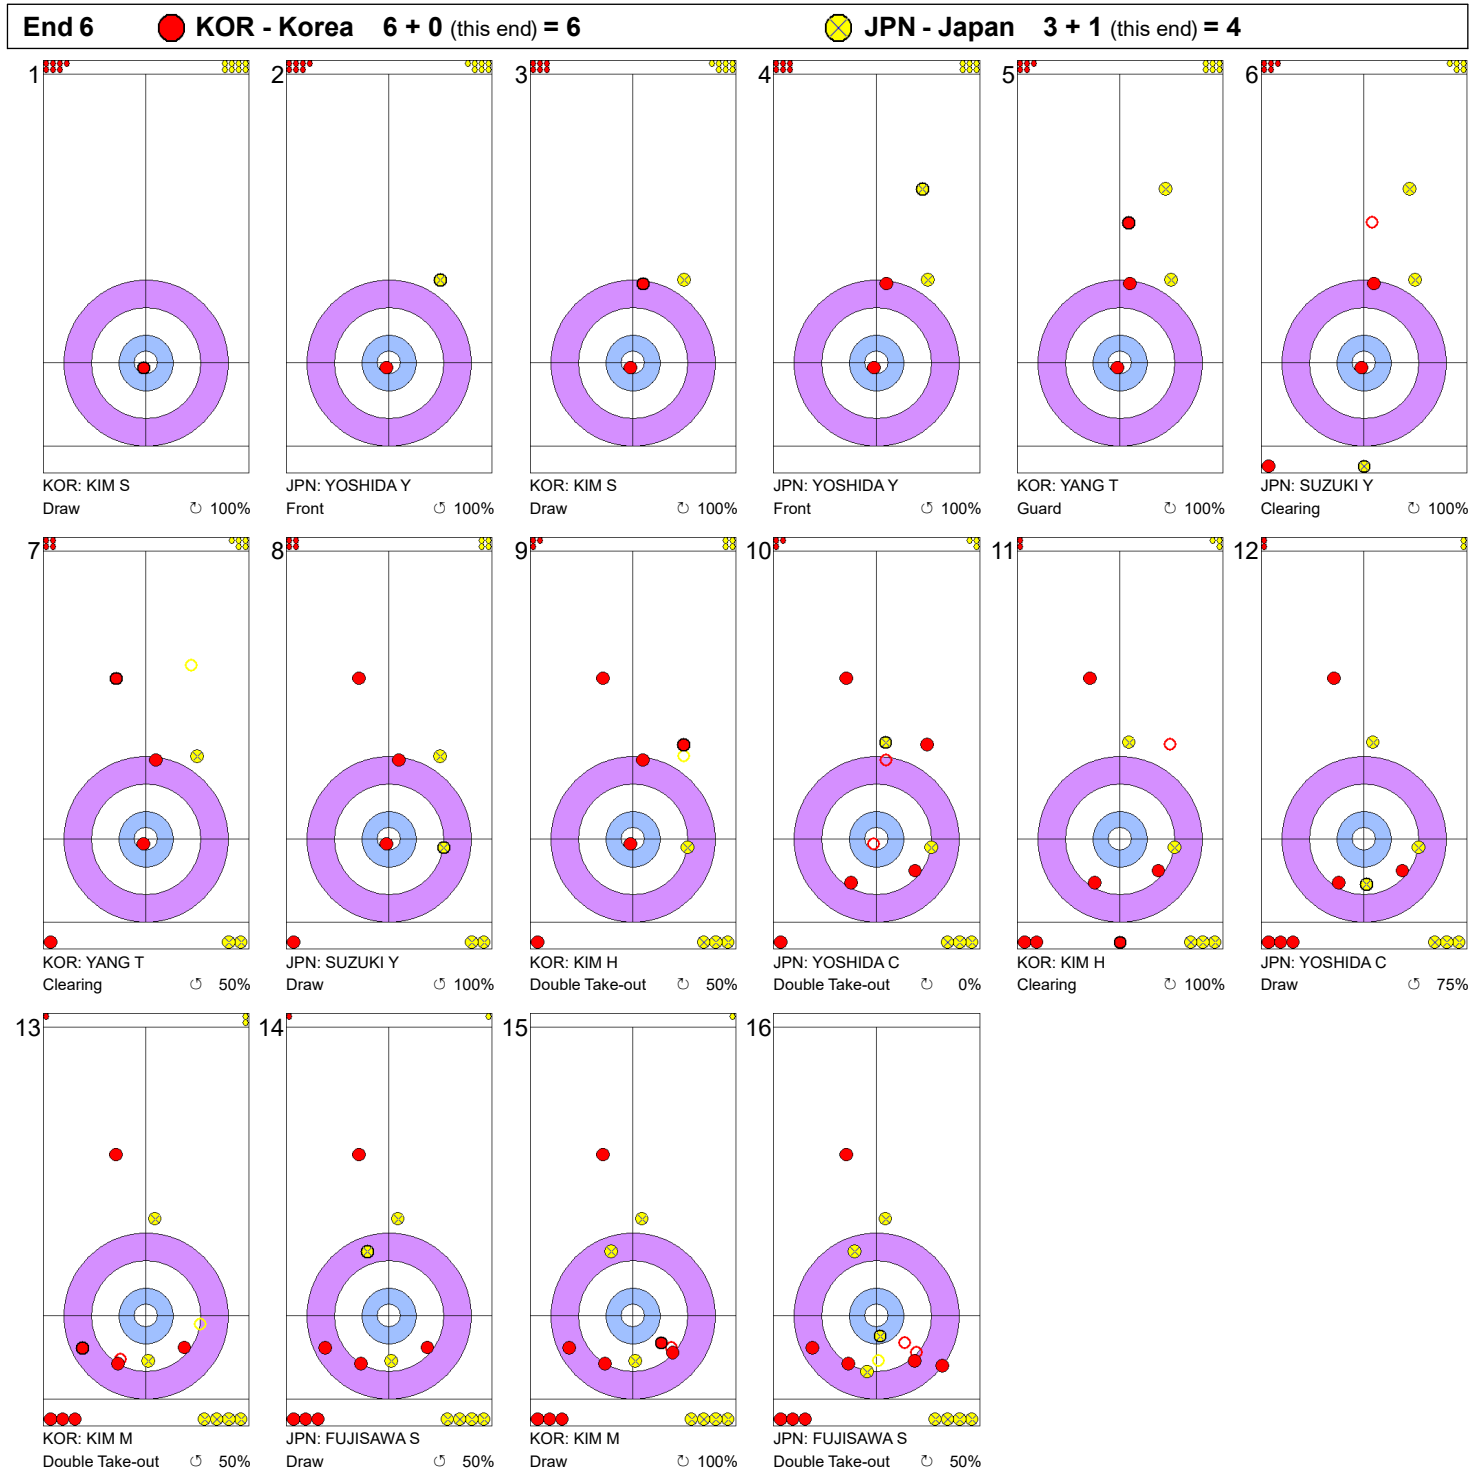 End 6 KOR - Korea 6 + 0 (this end) = 6 JPN - Japan 3 + 1 (this end) = 4
1 2 3 4 5 6
KOR: KIM S JPN: YOSHIDA Y KOR: KIM S JPN: YOSHIDA Y KOR: YANG T JPN: SUZUKI Y
Draw ↻ 100% Front ↺ 100% Draw ↻ 100% Front ↺ 100% Guard ↻ 100% Clearing ↻ 100%
7 8 9 10 11 12
KOR: YANG T JPN: SUZUKI Y KOR: KIM H JPN: YOSHIDA C KOR: KIM H JPN: YOSHIDA C
Clearing ↺ 50% Draw ↺ 100% Double Take-out ↻ 50% Double Take-out ↻ 0% Clearing ↻ 100% Draw ↺ 75%
13 14 15 16
KOR: KIM M JPN: FUJISAWA S KOR: KIM M JPN: FUJISAWA S
Double Take-out ↺ 50% Draw ↺ 50% Draw ↻ 100% Double Take-out ↺ 50%